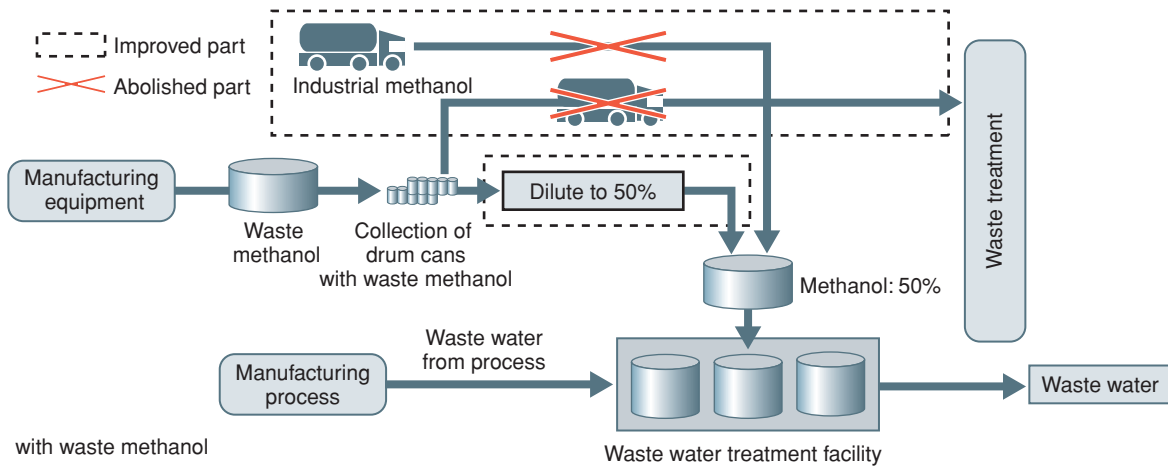 Improved part
Abolished part
Industrial methanol
Manufacturing
equipment
Waste
methanol
Collection of
drum cans
with waste methanol
Dilute to 50%
Methanol: 50%
Waste treatment
Waste water
from process
Manufacturing
process
Waste water
Waste water treatment facility
with waste methanol